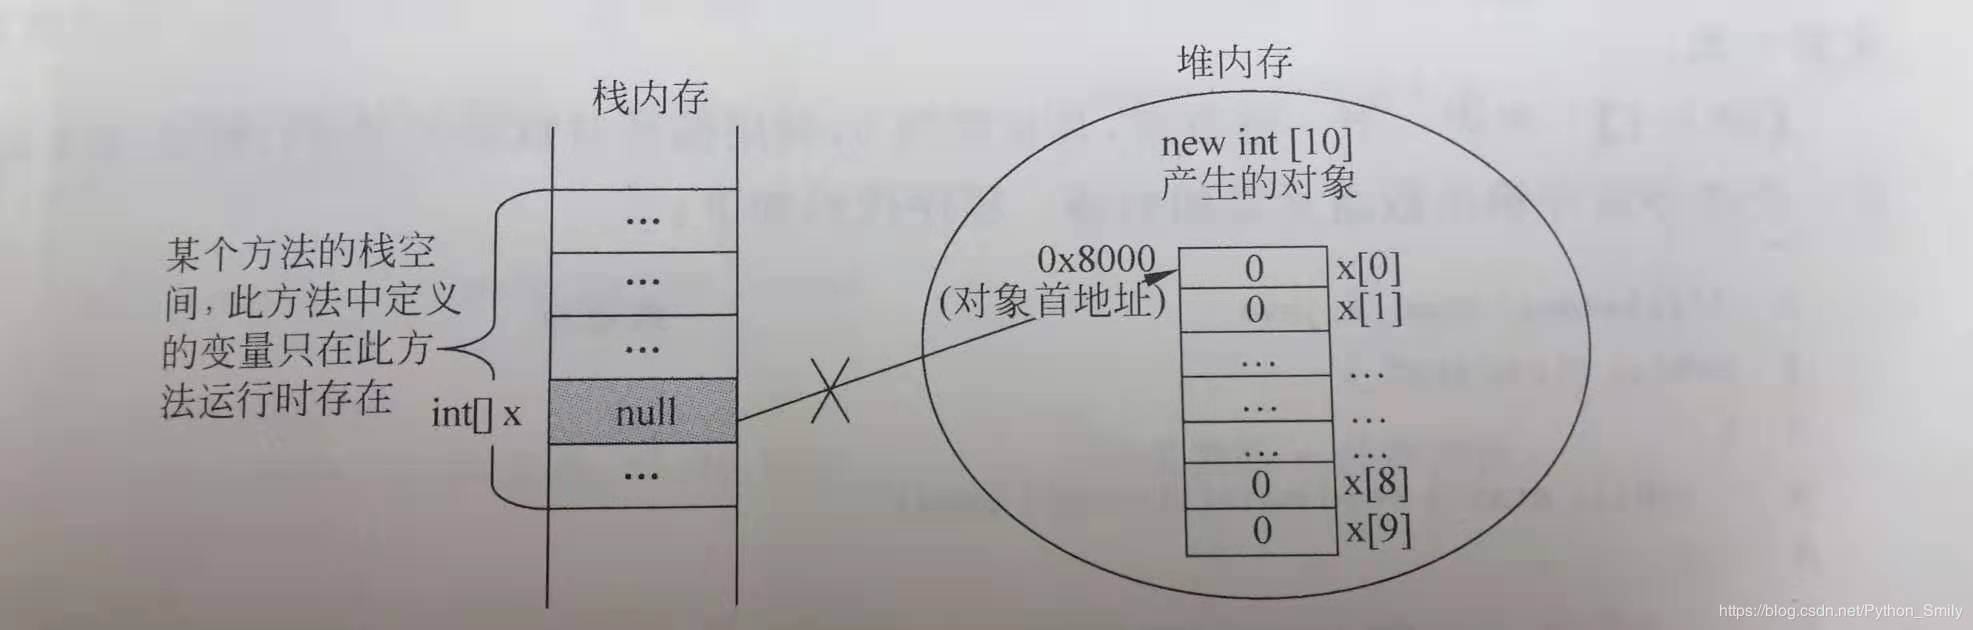 栈内存
堆内存
new int [10]
产生的对象
某个方法的栈空
间,此方法中定义
的变量只在此方
法运行时存在
…
…
…
int[] x
null
…
0x8000
(对象首地址)
0
x[0]
0
x[1]
…
…
…
…
…
…
0
x[8]
0
x[9]
https://blog.csdn.net/Python_Smily